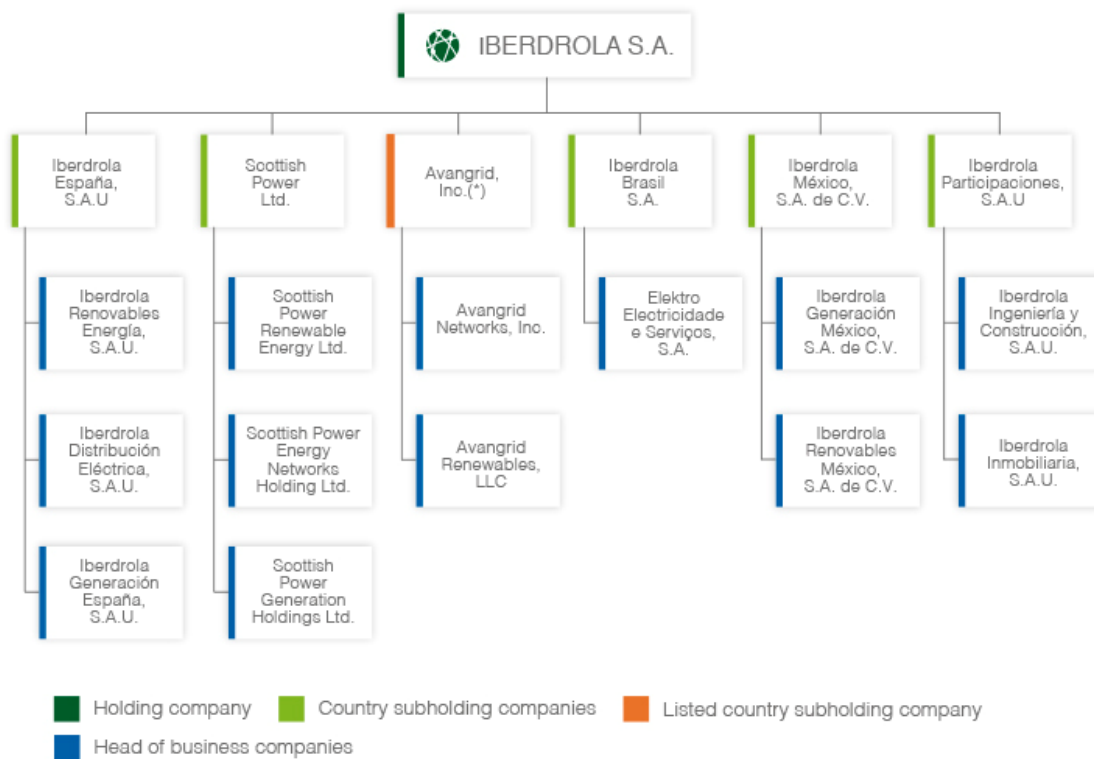 IBERDROLA S.A.
Iberdrola
España,
S.A.U
Scottish
Power
Ltd.
Avangrid,
Inc.(*)
Iberdrola
Brasil
S.A.
Iberdrola
México,
S.A. de C.V.
Iberdrola
Participaciones,
S.A.U
Iberdrola
Renovables
Energía,
S.A.U.
Scottish
Power
Renewable
Energy Ltd.
Avangrid
Networks, Inc.
Elektro
Electricidade
e Serviços,
S.A.
Iberdrola
Generación
México,
S.A. de C.V.
Iberdrola
Ingeniería y
Construcción,
S.A.U.
Iberdrola
Distribución
Eléctrica,
S.A.U.
Scottish Power
Energy
Networks
Holding Ltd.
Avangrid
Renewables,
LLC
Iberdrola
Renovables
México,
S.A. de C.V.
Iberdrola
Inmobiliaria,
S.A.U.
Iberdrola
Generación
España,
S.A.U.
Scottish
Power
Generation
Holdings Ltd.
Holding company
Country subholding companies
Listed country subholding company
Head of business companies